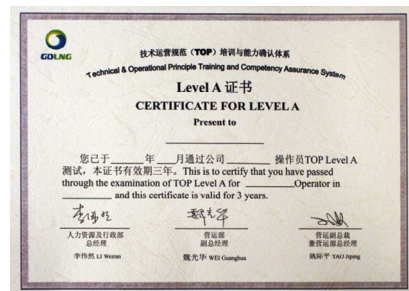 GDLNG
技术运营规范（TOP）培训与能力确认体系
Technical & Operational Principle Training and Competency Assurance System
Level A 证书
CERTIFICATE FOR LEVEL A
Present to
您已于______年___月通过公司________ 操作员TOP Level A
测试，本证书有效期三年。This is to certify that you have passed
through the examination of TOP Level A for ________Operator in
________ and this certificate is valid for 3 years.
人力资源及行政部 营运部 营运副总裁
总经理 副总经理 兼营运部总经理
李伟然 LI Weiran 魏光华 WEI Guanghua 姚际平 YAO Jiping